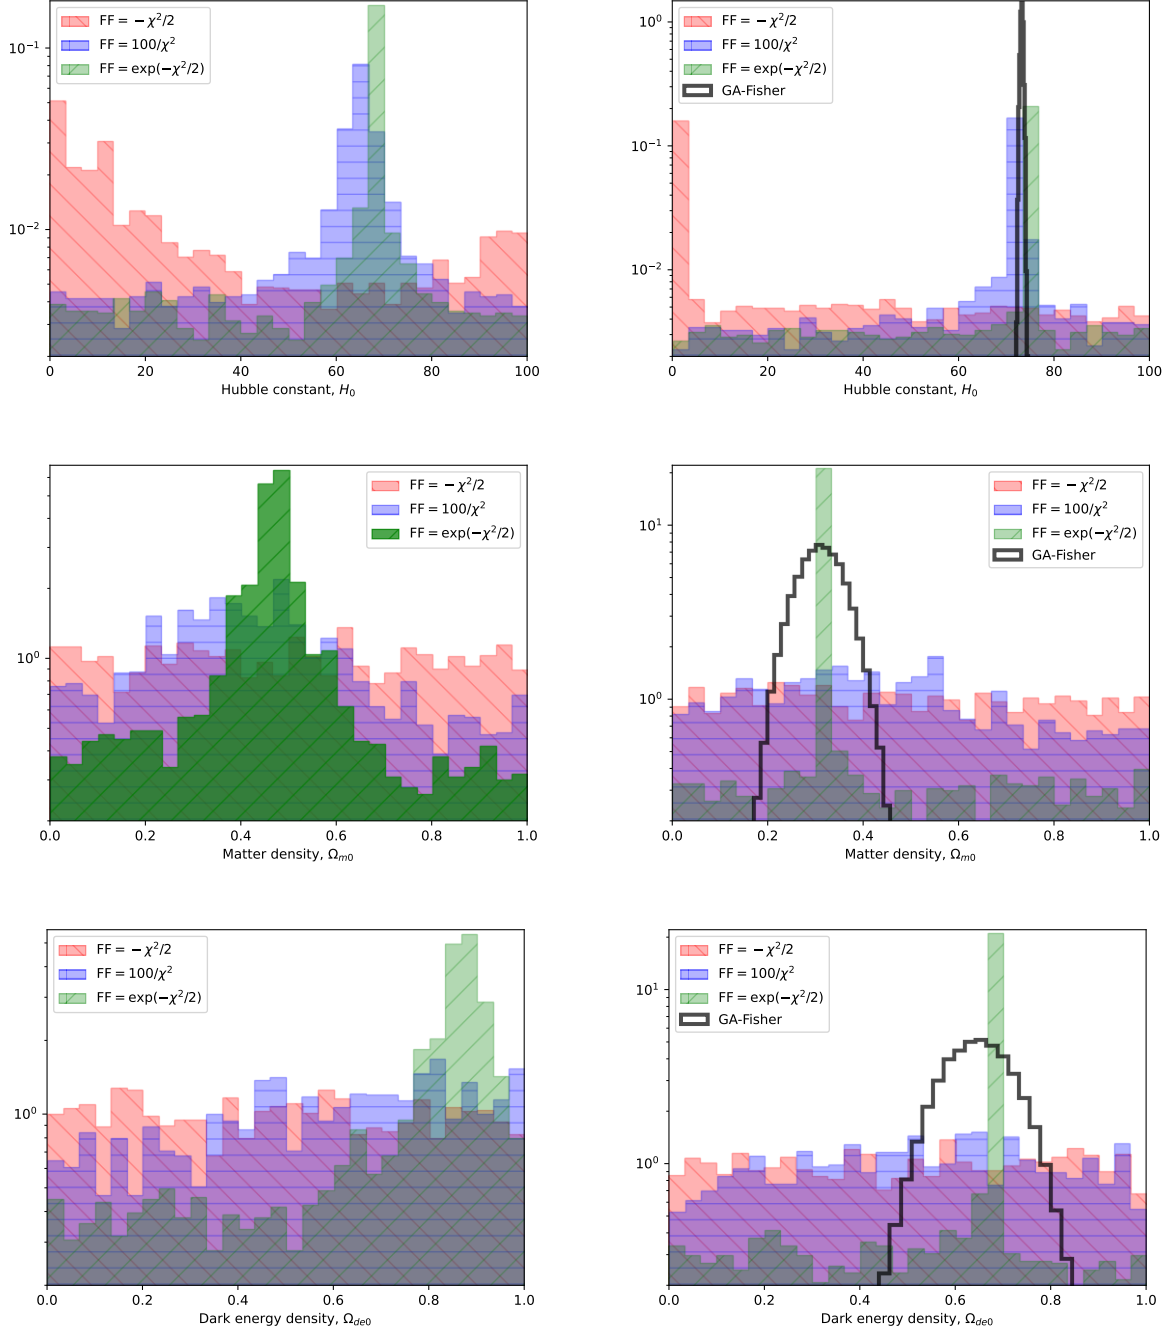 FF = −χ²/2
FF = 100/χ²
FF = exp(−χ²/2)
10⁻¹
10⁻²
0 20 40 60 80 100
Hubble constant, H₀
FF = −χ²/2
FF = 100/χ²
FF = exp(−χ²/2)
GA-Fisher
10⁰
10⁻¹
10⁻²
0 20 40 60 80 100
Hubble constant, H₀
FF = −χ²/2
FF = 100/χ²
FF = exp(−χ²/2)
10⁰
0.0 0.2 0.4 0.6 0.8 1.0
Matter density, Ωₘ₀
FF = −χ²/2
FF = 100/χ²
FF = exp(−χ²/2)
GA-Fisher
10¹
10⁰
0.0 0.2 0.4 0.6 0.8 1.0
Matter density, Ωₘ₀
FF = −χ²/2
FF = 100/χ²
FF = exp(−χ²/2)
10⁰
0.0 0.2 0.4 0.6 0.8 1.0
Dark energy density, Ω_{de0}
FF = −χ²/2
FF = 100/χ²
FF = exp(−χ²/2)
GA-Fisher
10¹
10⁰
0.0 0.2 0.4 0.6 0.8 1.0
Dark energy density, Ω_{de0}